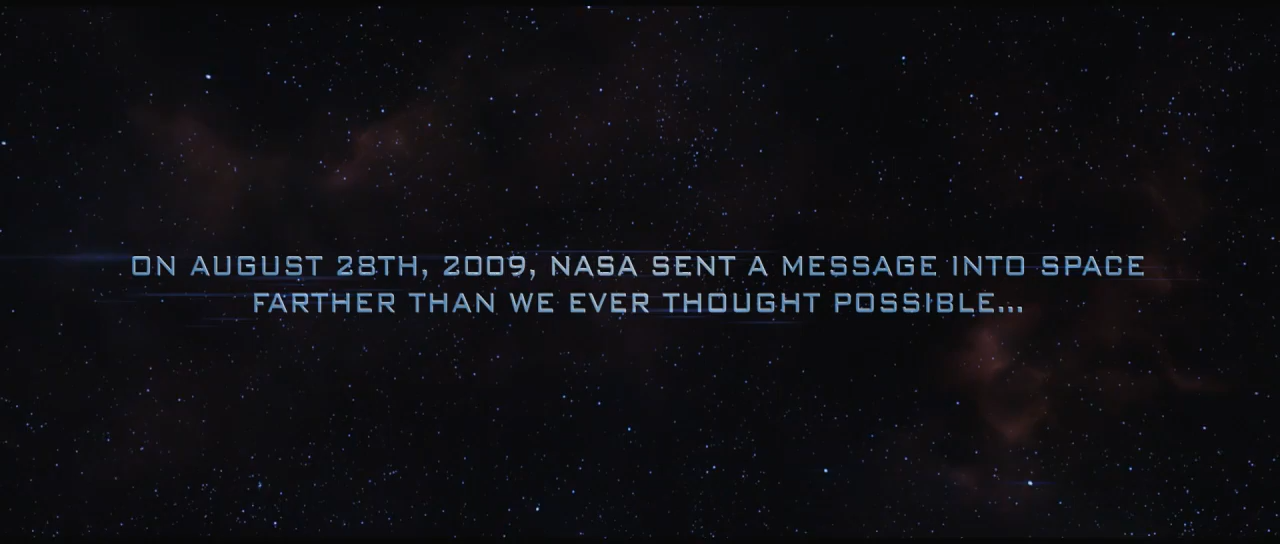 ON AUGUST 28TH, 2009, NASA SENT A MESSAGE INTO SPACE
FARTHER THAN WE EVER THOUGHT POSSIBLE...